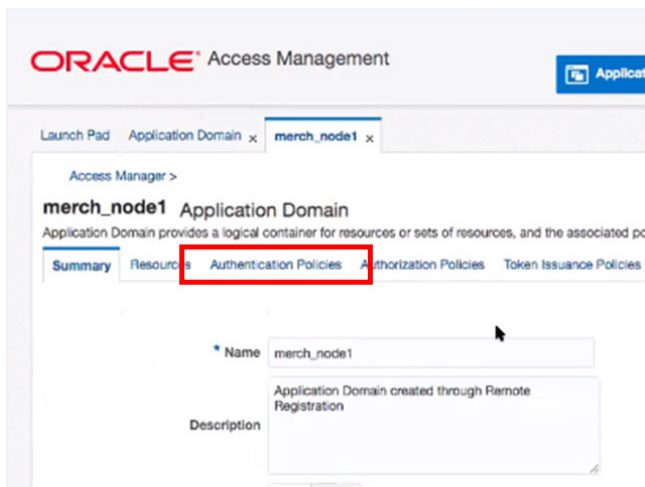 ORACLE® Access Management
Applicat
Launch Pad Application Domain x merch_node1 x
Access Manager >
merch_node1 Application Domain
Application Domain provides a logical container for resources or sets of resources, and the associated po
Summary Resources Authentication Policies Authorization Policies Token Issuance Policies
* Name merch_node1
Application Domain created through Remote
Registration
Description